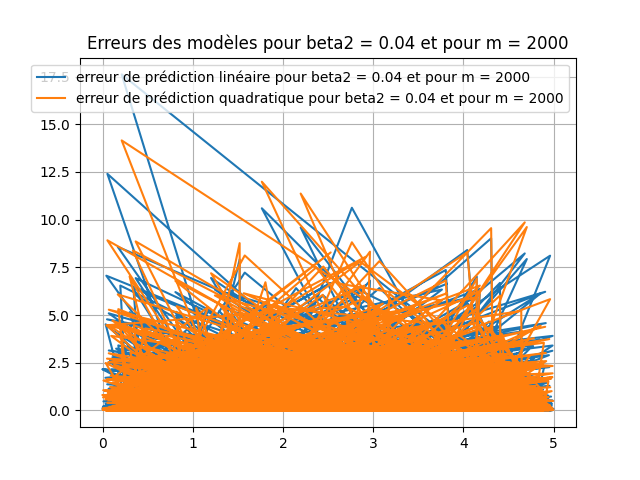 Erreurs des modèles pour beta2 = 0.04 et pour m = 2000
erreur de prédiction linéaire pour beta2 = 0.04 et pour m = 2000
erreur de prédiction quadratique pour beta2 = 0.04 et pour m = 2000
17.5
15.0
12.5
10.0
7.5
5.0
2.5
0.0
0 1 2 3 4 5